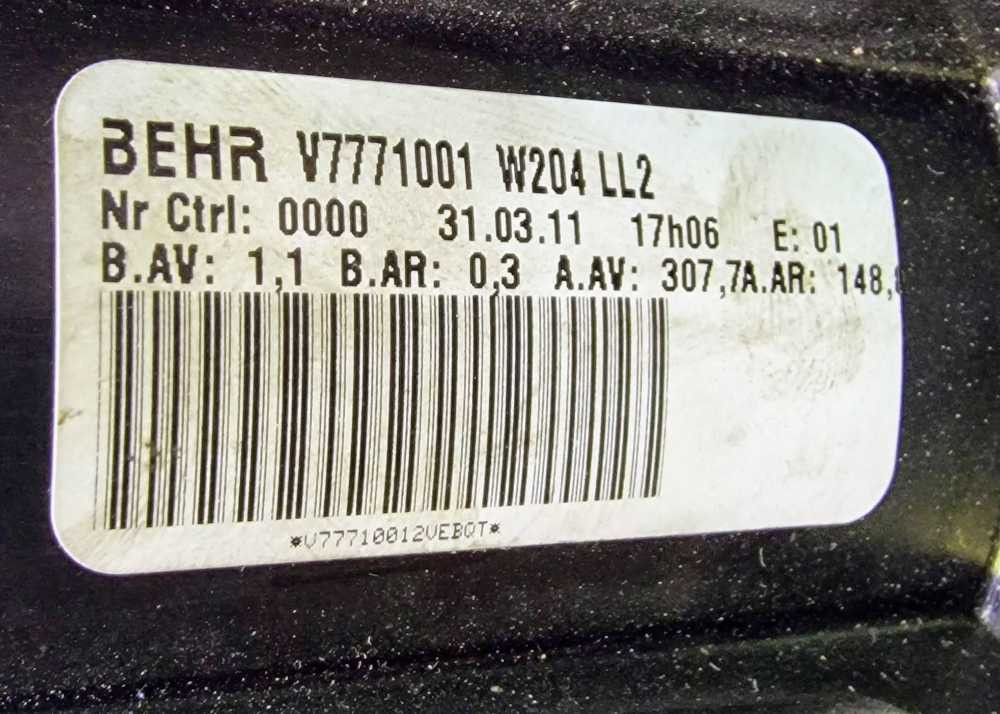 BEHR V7771001 W204 LL2
Nr Ctrl: 0000 31.03.11 17h06 E: 01
B.AV: 1,1 B.AR: 0,3 A.AV: 307,7A.AR: 148,
*V77710012VEBQT*